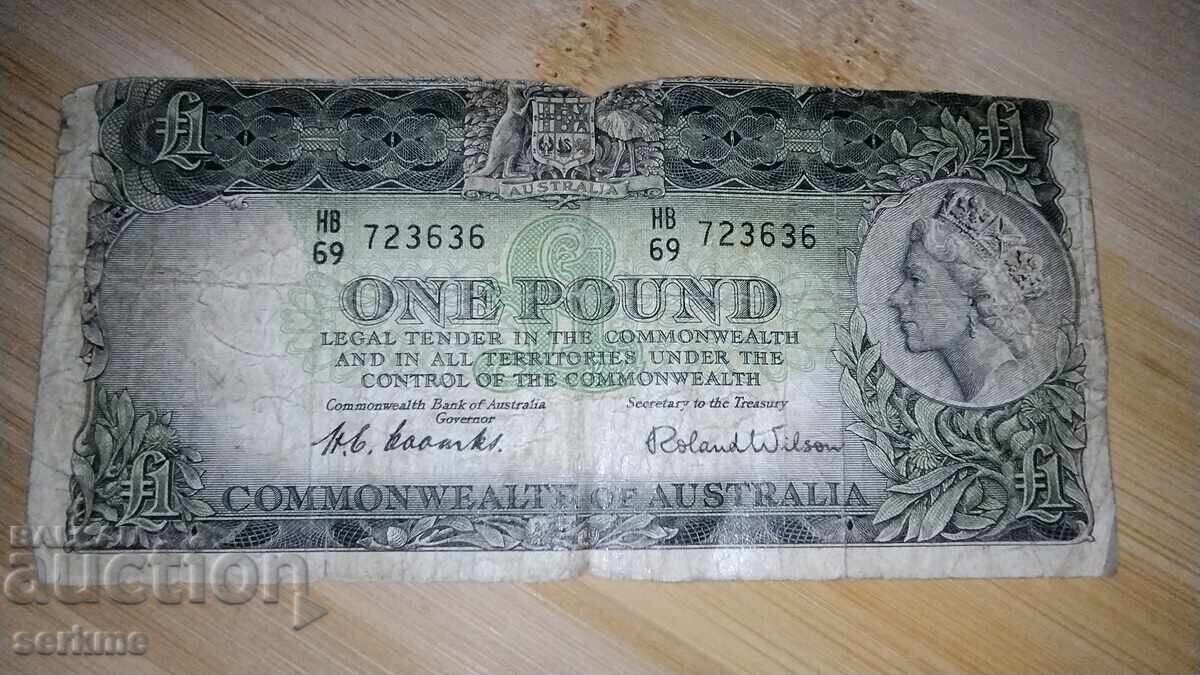 £1
£1
AUSTRALIA
HB
69 723636
HB
69 723636
ONE POUND
LEGAL TENDER IN THE COMMONWEALTH
AND IN ALL TERRITORIES UNDER THE
CONTROL OF THE COMMONWEALTH
Commonwealth Bank of Australia
Governor
Secretary to the Treasury
H.C. Coombs.
Roland Wilson
£1
COMMONWEALTH OF AUSTRALIA
£1
BALKAN
auction
serkme